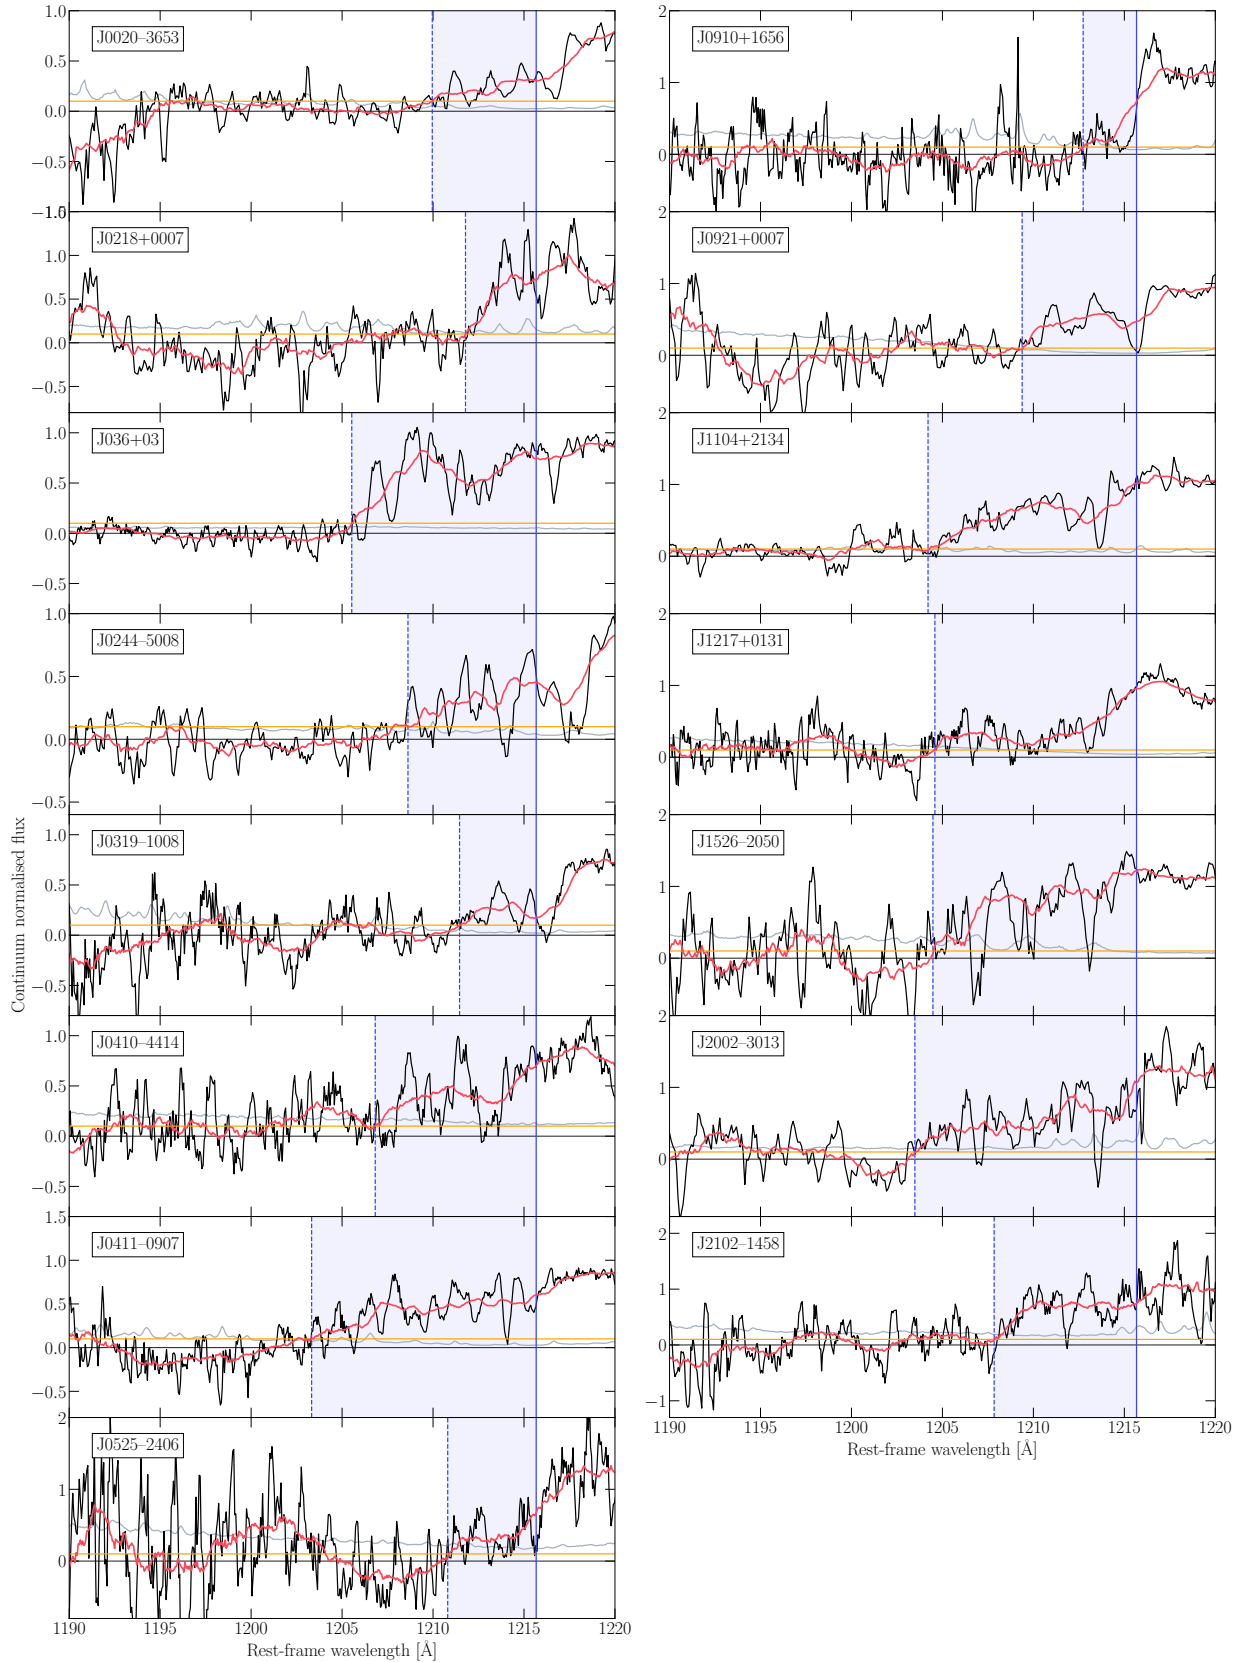 1.0
J0020–3653
0.5
0.0
−0.5
−1.0
1.5
J0218+0007
1.0
0.5
0.0
−0.5
J036+03
1.0
0.5
0.0
−0.5
1.0
J0244–5008
0.5
0.0
−0.5
J0319–1008
1.0
0.5
0.0
−0.5
J0410–4414
1.0
0.5
0.0
−0.5
1.5
J0411–0907
1.0
0.5
0.0
−0.5
2
J0525–2406
1
0
1190 1195 1200 1205 1210 1215 1220
Rest-frame wavelength [Å]
Continuum normalised flux
2
J0910+1656
1
0
2
J0921+0007
1
0
2
J1104+2134
1
0
2
J1217+0131
1
0
2
J1526–2050
1
0
2
J2002–3013
1
0
2
J2102–1458
1
0
−1
1190 1195 1200 1205 1210 1215 1220
Rest-frame wavelength [Å]